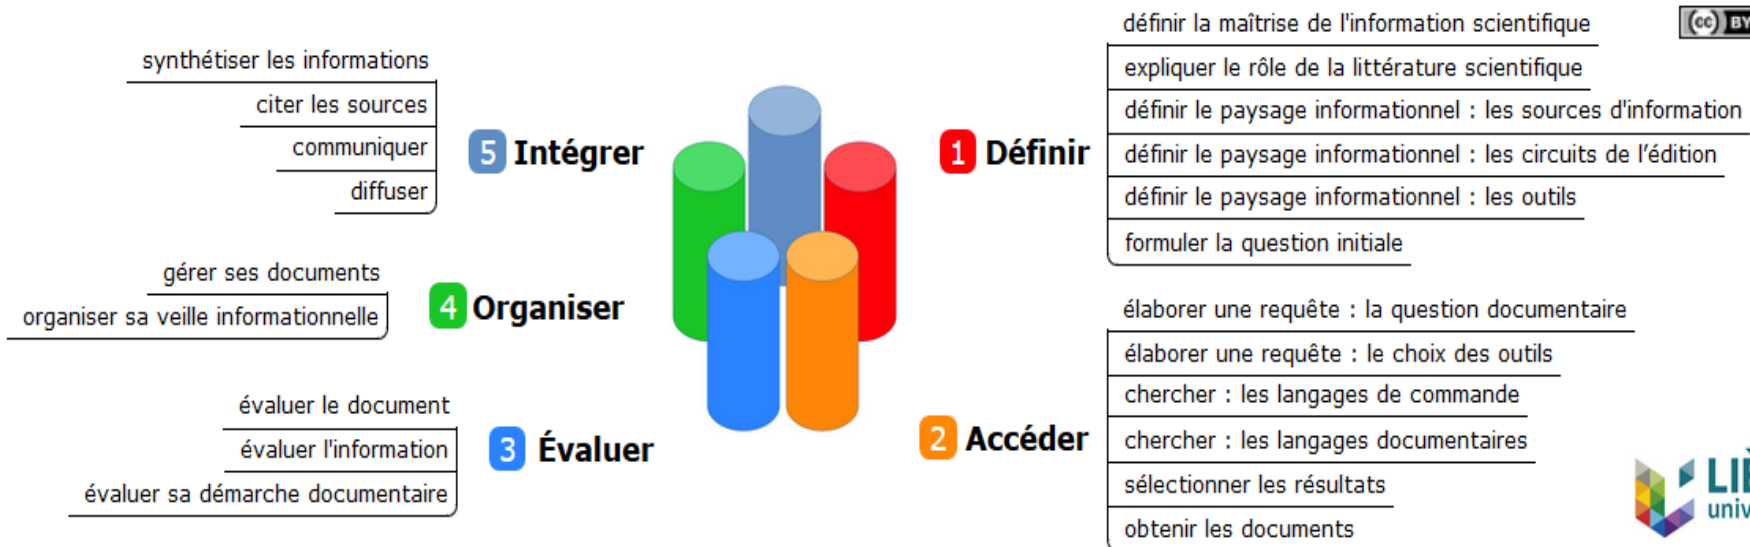 1 Définir
définir la maîtrise de l'information scientifique
expliquer le rôle de la littérature scientifique
définir le paysage informationnel : les sources d'information
définir le paysage informationnel : les circuits de l’édition
définir le paysage informationnel : les outils
formuler la question initiale
2 Accéder
élaborer une requête : la question documentaire
élaborer une requête : le choix des outils
chercher : les langages de commande
chercher : les langages documentaires
sélectionner les résultats
obtenir les documents
3 Évaluer
évaluer le document
évaluer l'information
évaluer sa démarche documentaire
4 Organiser
gérer ses documents
organiser sa veille informationnelle
5 Intégrer
synthétiser les informations
citer les sources
communiquer
diffuser
cc BY